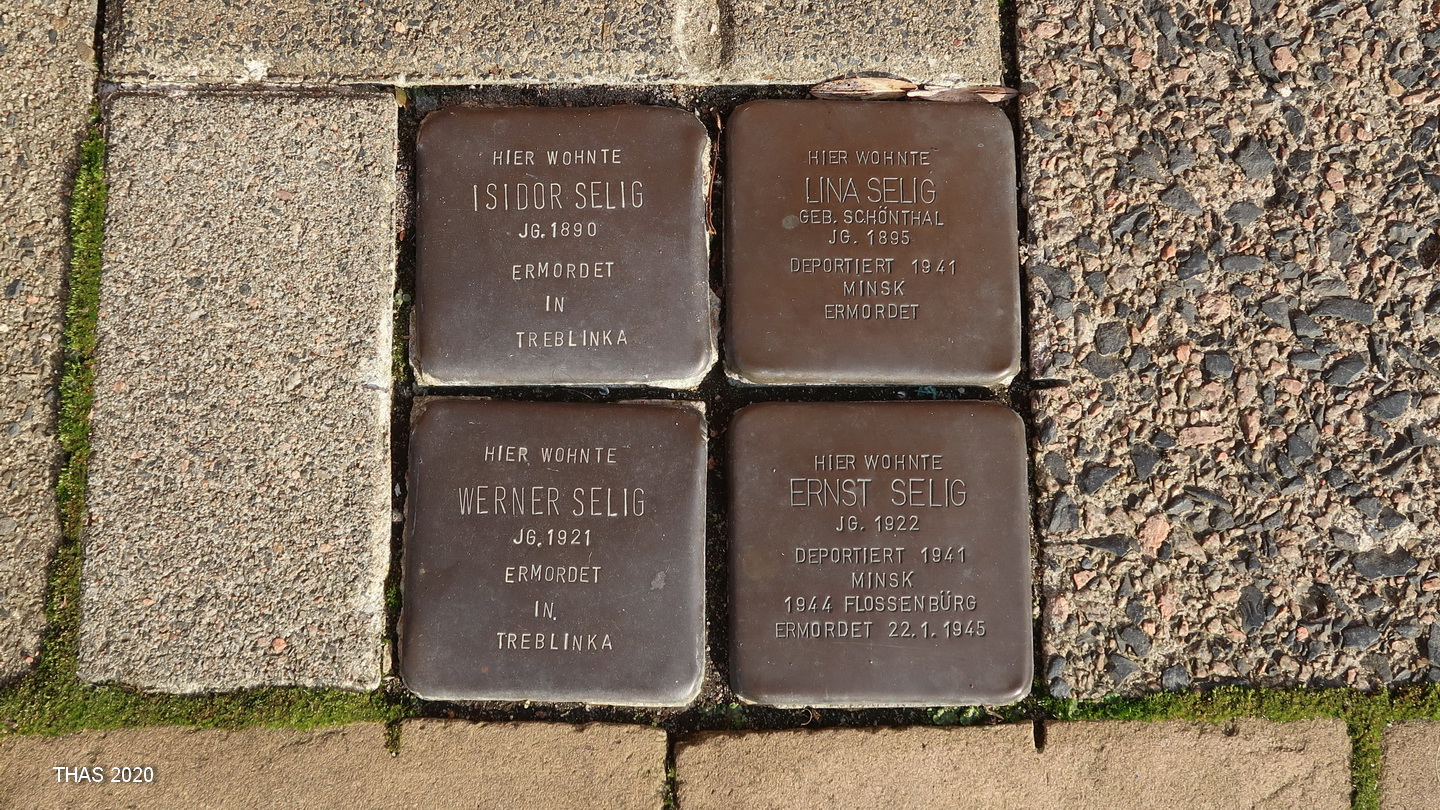 HIER WOHNTE
ISIDOR SELIG
JG. 1890
ERMORDET
IN
TREBLINKA
HIER WOHNTE
LINA SELIG
GEB. SCHÖNTHAL
JG. 1895
DEPORTIERT 1941
MINSK
ERMORDET
HIER WOHNTE
WERNER SELIG
JG. 1921
ERMORDET
IN.
TREBLINKA
HIER WOHNTE
ERNST SELIG
JG. 1922
DEPORTIERT 1941
MINSK
1944 FLOSSENBÜRG
ERMORDET 22.1.1945
THAS 2020